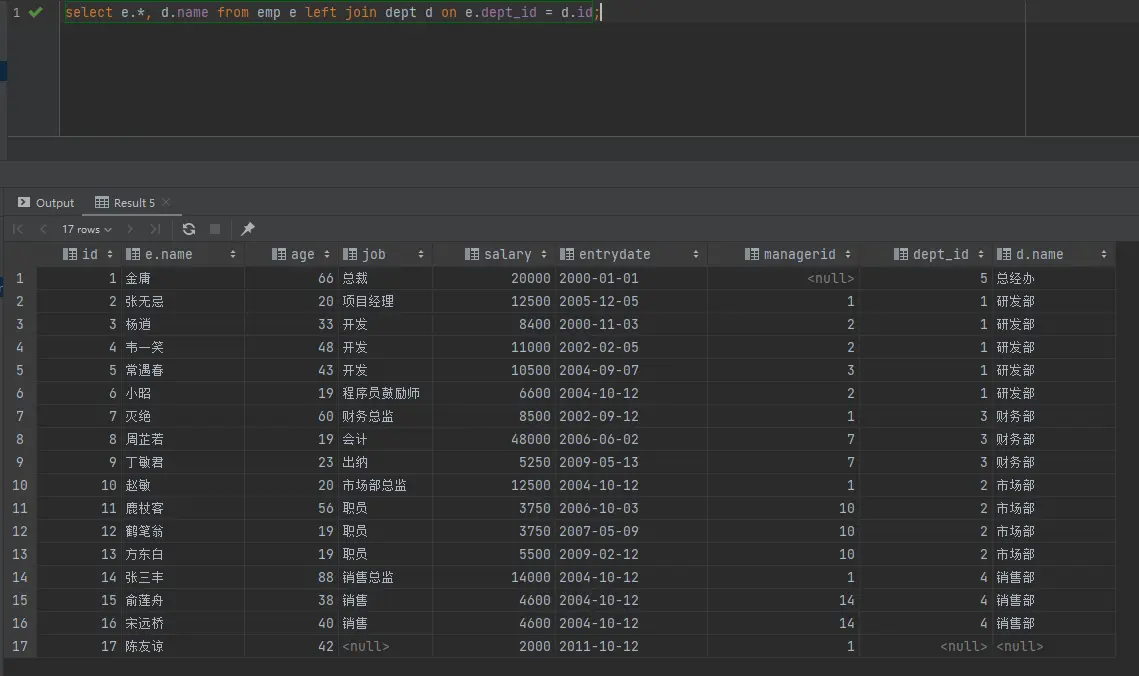 1 select e.*, d.name from emp e left join dept d on e.dept_id = d.id;
Output Result 5
17 rows
id e.name age job salary entrydate managerid dept_id d.name
1 1 金庸 66 总裁 20000 2000-01-01 <null> 5 总经办
2 2 张无忌 20 项目经理 12500 2005-12-05 1 1 研发部
3 3 杨逍 33 开发 8400 2000-11-03 2 1 研发部
4 4 韦一笑 48 开发 11000 2002-02-05 2 1 研发部
5 5 常遇春 43 开发 10500 2004-09-07 3 1 研发部
6 6 小昭 19 程序员鼓励师 6600 2004-10-12 2 1 研发部
7 7 灭绝 60 财务总监 8500 2002-09-12 1 3 财务部
8 8 周芷若 19 会计 48000 2006-06-02 7 3 财务部
9 9 丁敏君 23 出纳 5250 2009-05-13 7 3 财务部
10 10 赵敏 20 市场部总监 12500 2004-10-12 1 2 市场部
11 11 鹿杖客 56 职员 3750 2006-10-03 10 2 市场部
12 12 鹤笔翁 19 职员 3750 2007-05-09 10 2 市场部
13 13 方东白 19 职员 5500 2009-02-12 10 2 市场部
14 14 张三丰 88 销售总监 14000 2004-10-12 1 4 销售部
15 15 俞莲舟 38 销售 4600 2004-10-12 14 4 销售部
16 16 宋远桥 40 销售 4600 2004-10-12 14 4 销售部
17 17 陈友谅 42 <null> 2000 2011-10-12 1 <null> <null>